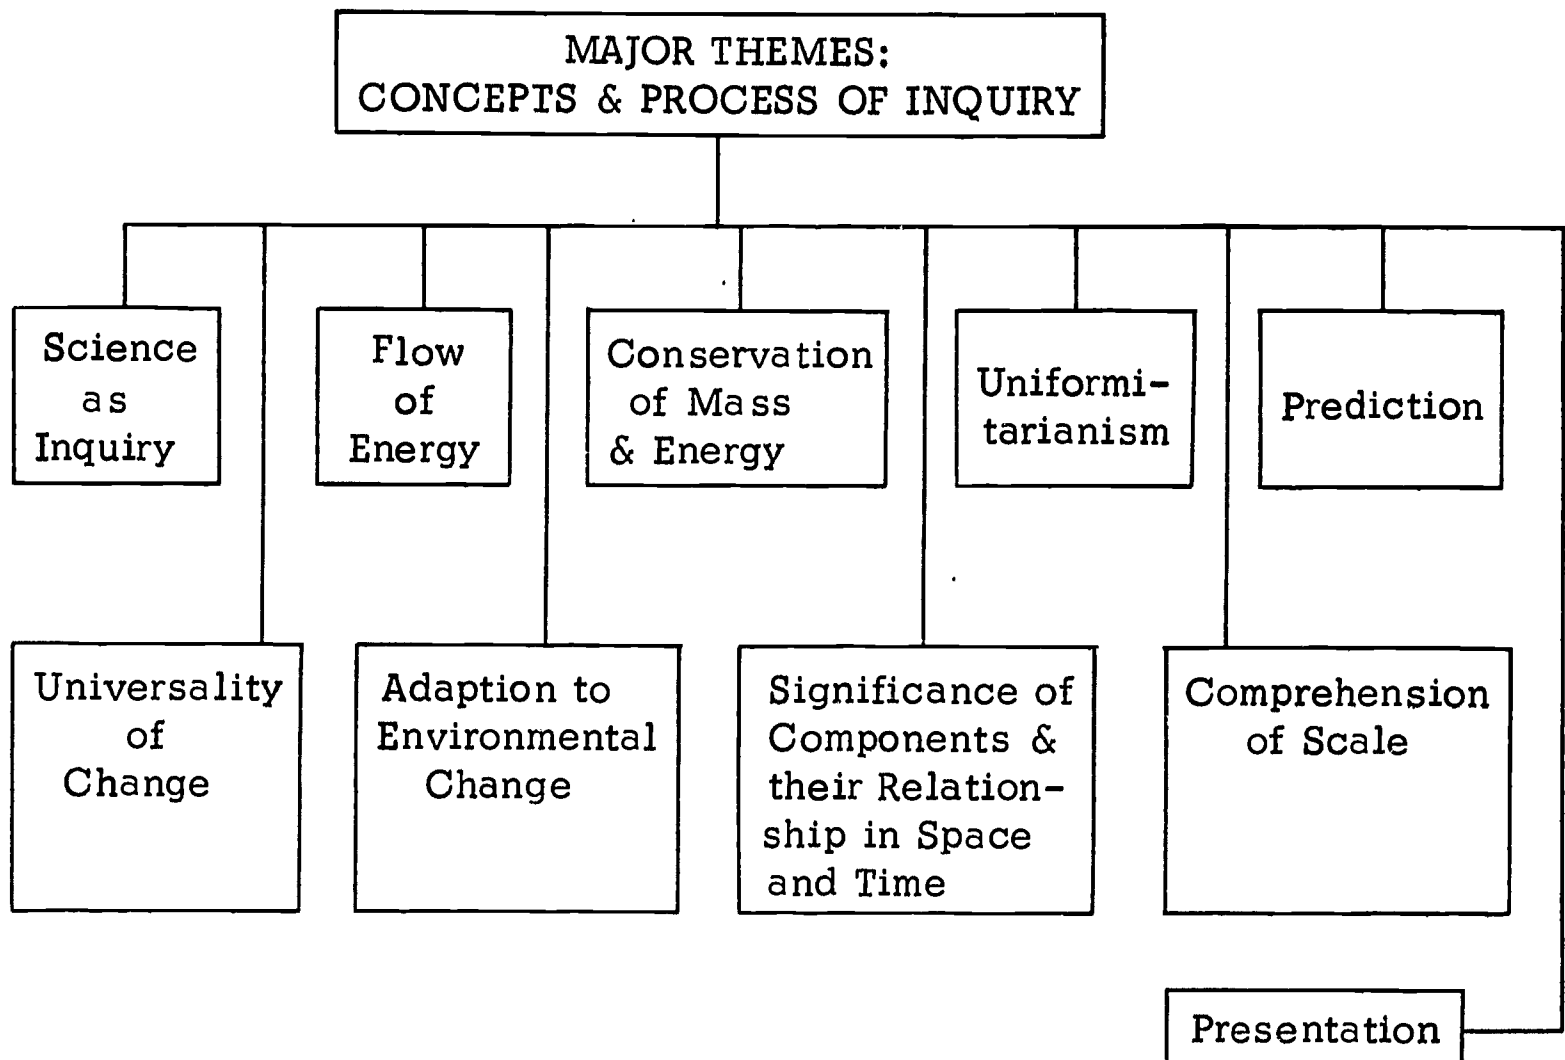 MAJOR THEMES:
CONCEPTS & PROCESS OF INQUIRY
Science
as
Inquiry
Flow
of
Energy
Conservation
of Mass
& Energy
Uniformi-
tarianism
Prediction
Universality
of
Change
Adaption to
Environmental
Change
Significance of
Components &
their Relation-
ship in Space
and Time
Comprehension
of Scale
Presentation